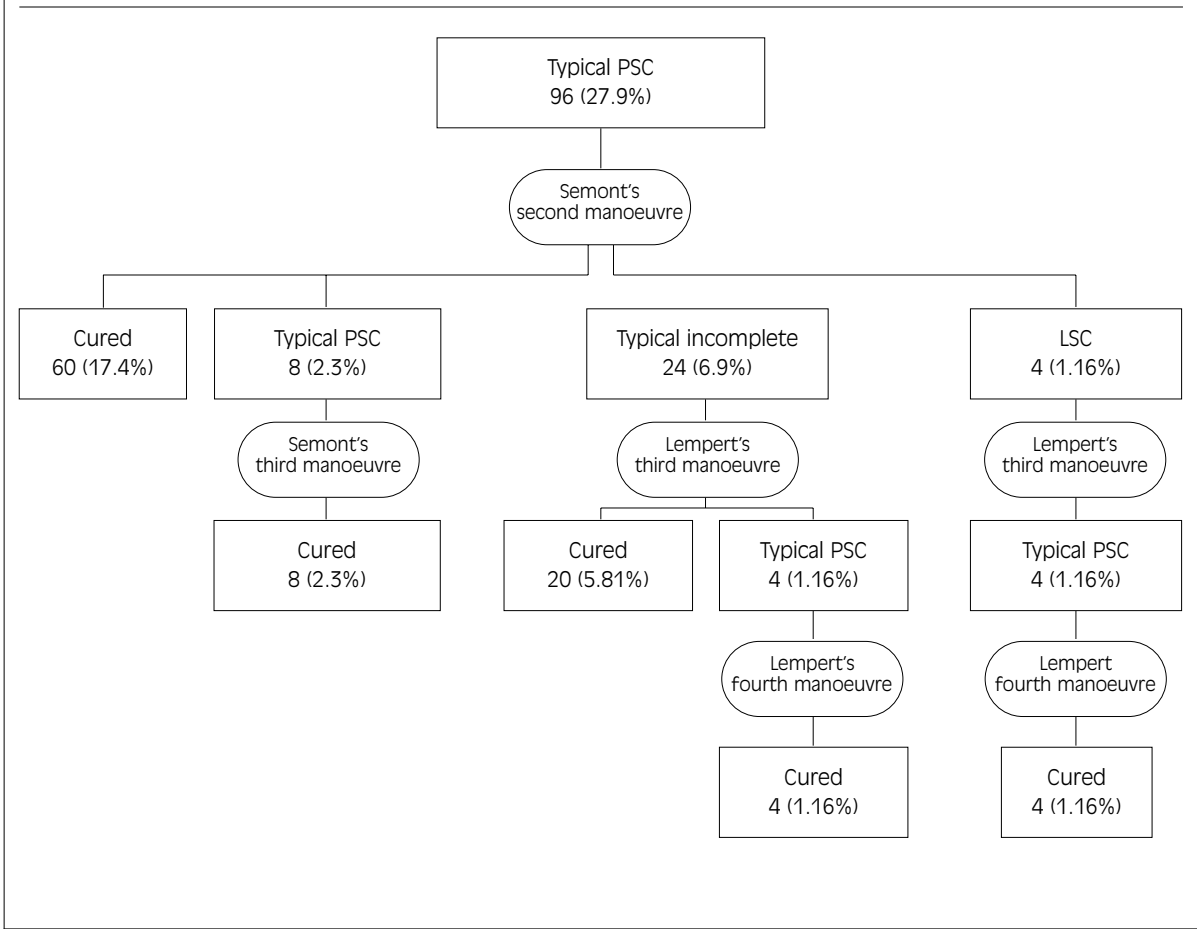 Typical PSC
96 (27.9%)
Semont's
second manoeuvre
Cured
60 (17.4%)
Typical PSC
8 (2.3%)
Typical incomplete
24 (6.9%)
LSC
4 (1.16%)
Semont's
third manoeuvre
Lempert's
third manoeuvre
Lempert's
third manoeuvre
Cured
8 (2.3%)
Cured
20 (5.81%)
Typical PSC
4 (1.16%)
Typical PSC
4 (1.16%)
Lempert's
fourth manoeuvre
Lempert
fourth manoeuvre
Cured
4 (1.16%)
Cured
4 (1.16%)